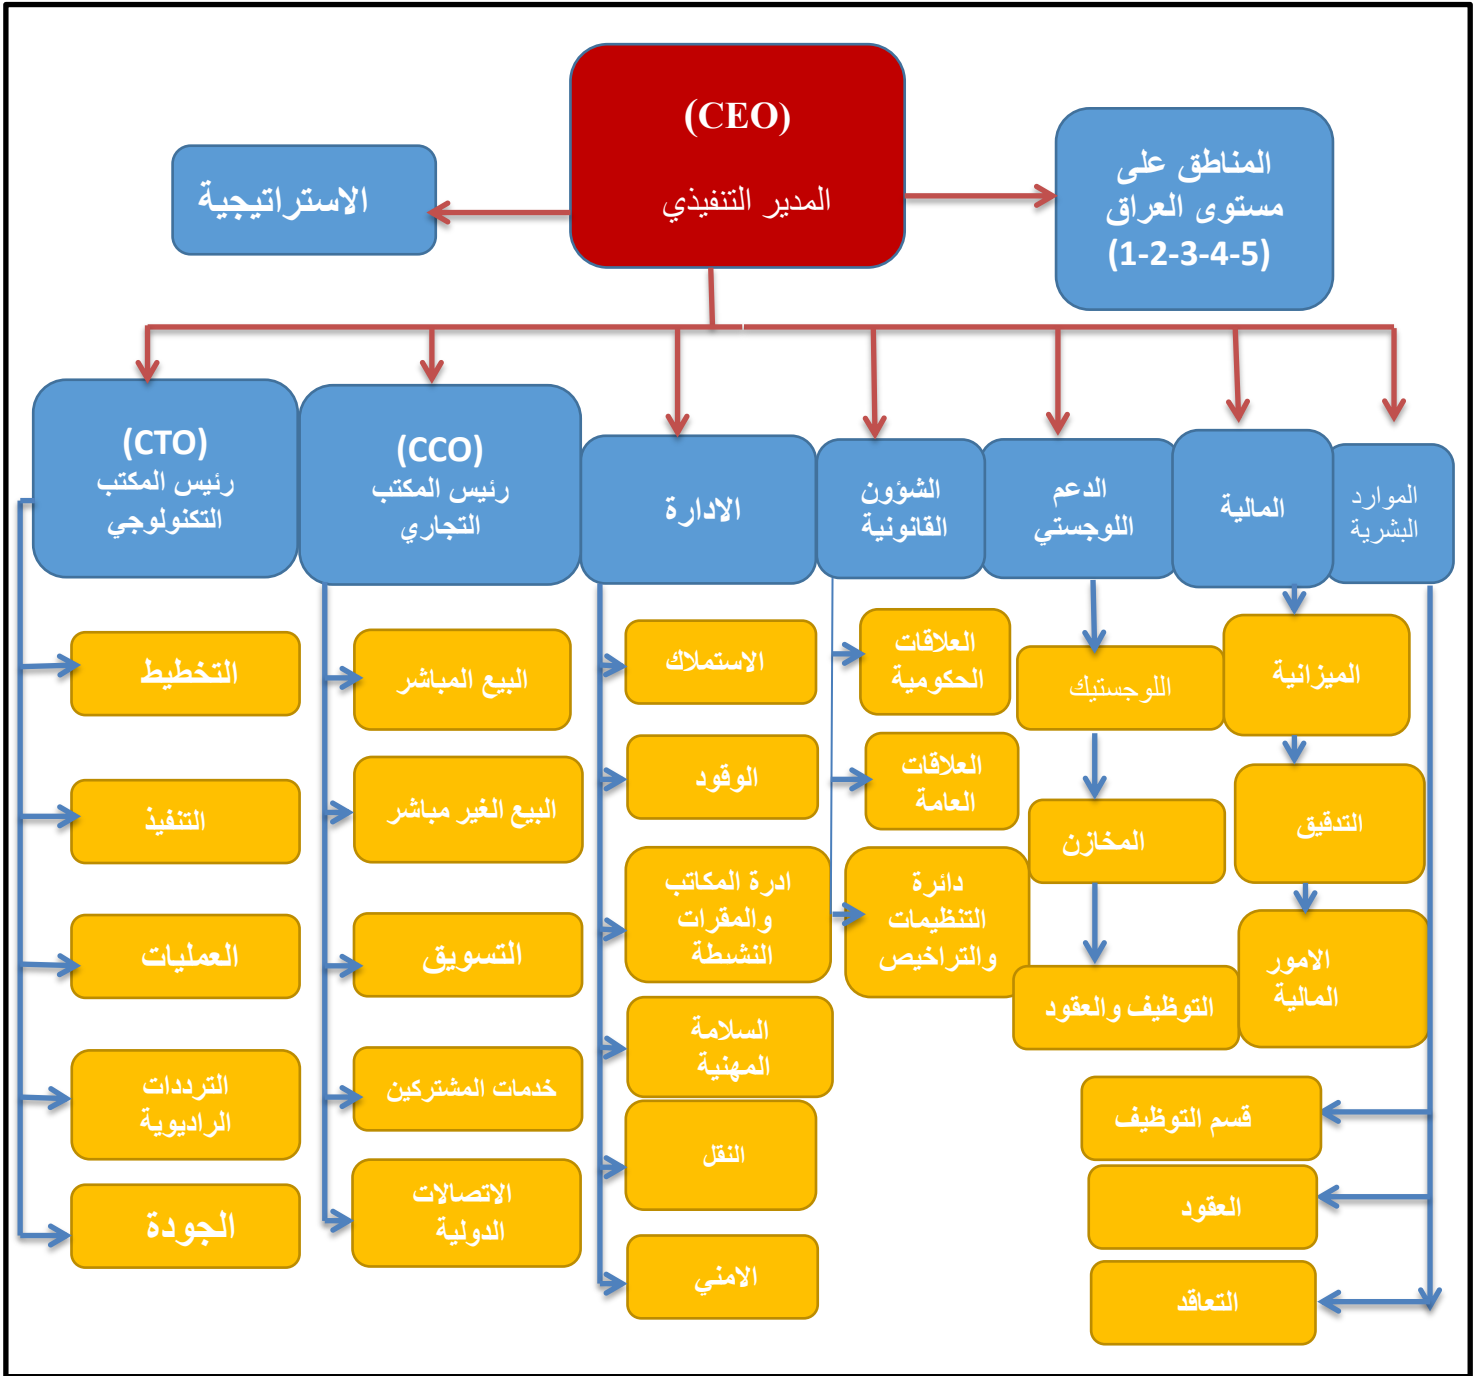 (CEO)
المدير التنفيذي
المناطق على
مستوى العراق
(1-2-3-4-5)
الاستراتيجية
الموارد
البشرية
المالية
الدعم
اللوجستي
الشؤون
القانونية
الادارة
(CCO)
رئيس المكتب
التجاري
(CTO)
رئيس المكتب
التكنولوجي
الميزانية
التدقيق
الامور
المالية
قسم التوظيف
العقود
التعاقد
اللوجستيك
المخازن
التوظيف والعقود
العلاقات
الحكومية
العلاقات
العامة
دائرة
التنظيمات
والتراخيص
الاستملاك
الوقود
ادرة المكاتب
والمقرات
النشطة
السلامة
المهنية
النقل
الامني
البيع المباشر
البيع الغير مباشر
التسويق
خدمات المشتركين
الاتصالات
الدولية
التخطيط
التنفيذ
العمليات
الترددات
الراديوية
الجودة